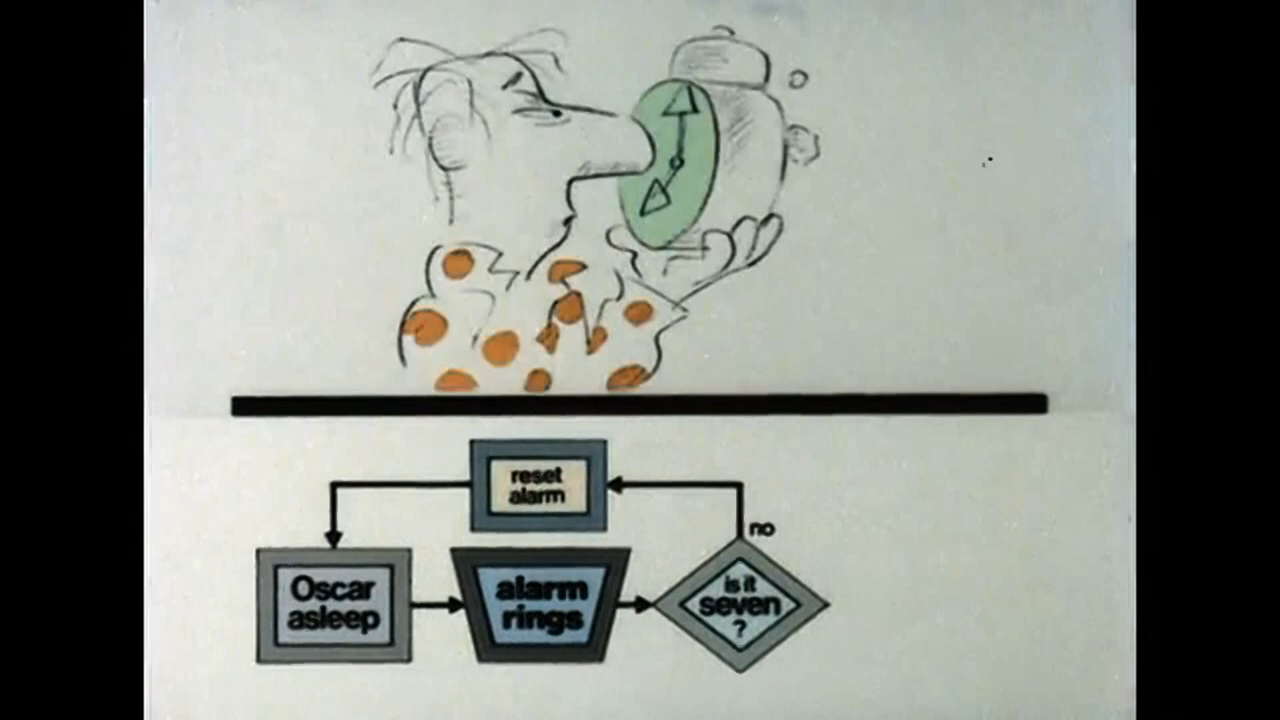 reset
alarm
no
Oscar
asleep
alarm
rings
is it
seven
?